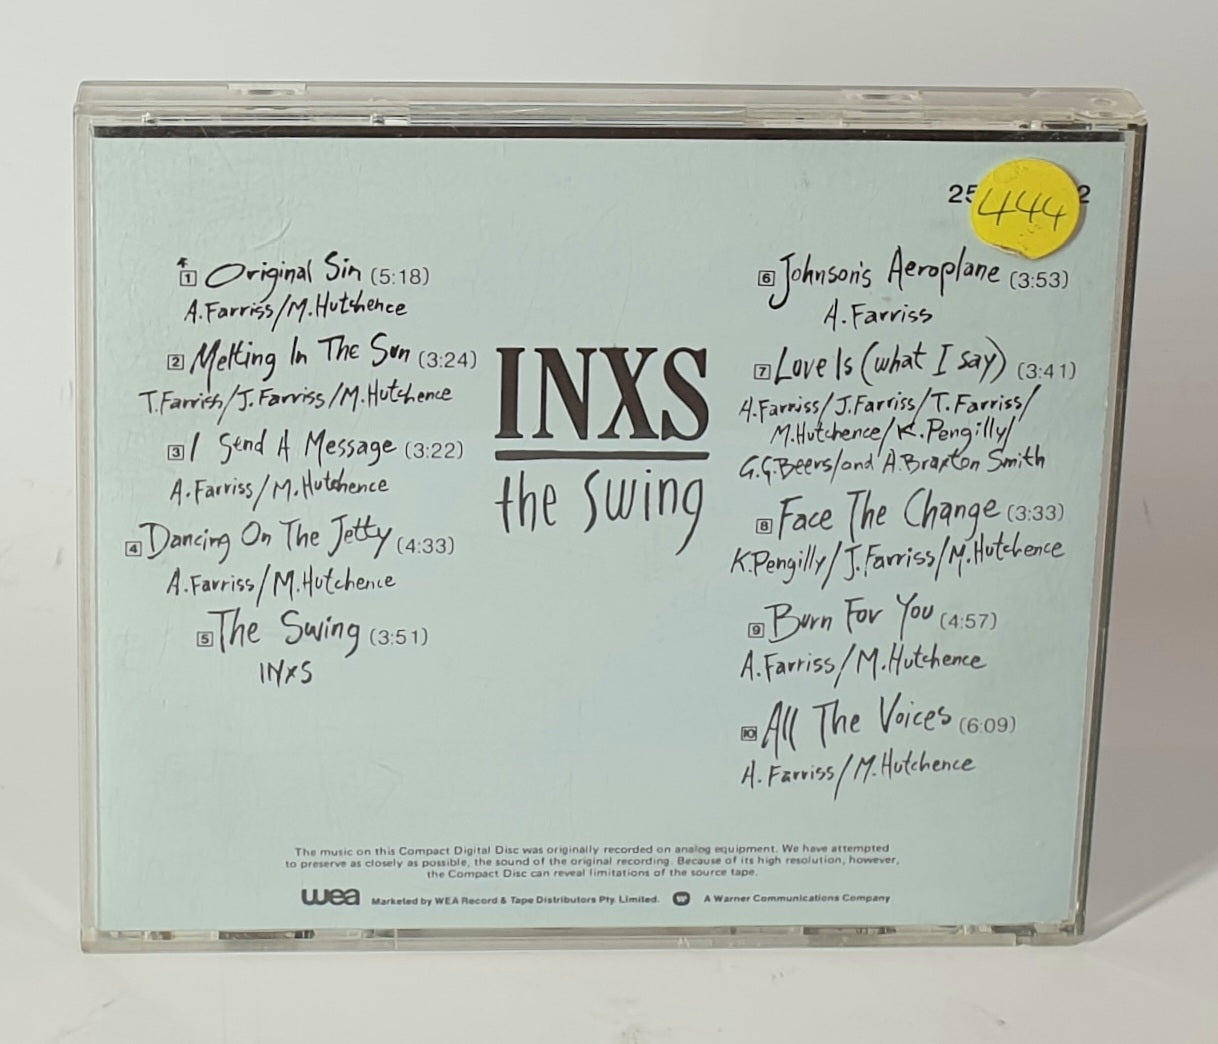 25
444
2
* 1 Original Sin (5:18)
A.Farriss/M.Hutchence
2 Melting In The Sun (3:24)
T.Farriss/J.Farriss/M.Hutchence
3 I Send A Message (3:22)
A.Farriss/M.Hutchence
4 Dancing On The Jetty (4:33)
A.Farriss/M.Hutchence
5 The Swing (3:51)
INXS
INXS
the swing
6 Johnson's Aeroplane (3:53)
A.Farriss
7 Love Is (what I say) (3:41)
A.Farriss/J.Farriss/T.Farriss/
M.Hutchence/K.Pengilly/
G.G.Beers/and A.Braxton Smith
8 Face The Change (3:33)
K.Pengilly/J.Farriss/M.Hutchence
9 Burn For You (4:57)
A.Farriss/M.Hutchence
10 All The Voices (6:09)
A.Farriss/M.Hutchence
The music on this Compact Digital Disc was originally recorded on analog equipment. We have attempted
to preserve as closely as possible, the sound of the original recording. Because of its high resolution, however,
the Compact Disc can reveal limitations of the source tape.
wea Marketed by WEA Record & Tape Distributors Pty. Limited. W A Warner Communications Company